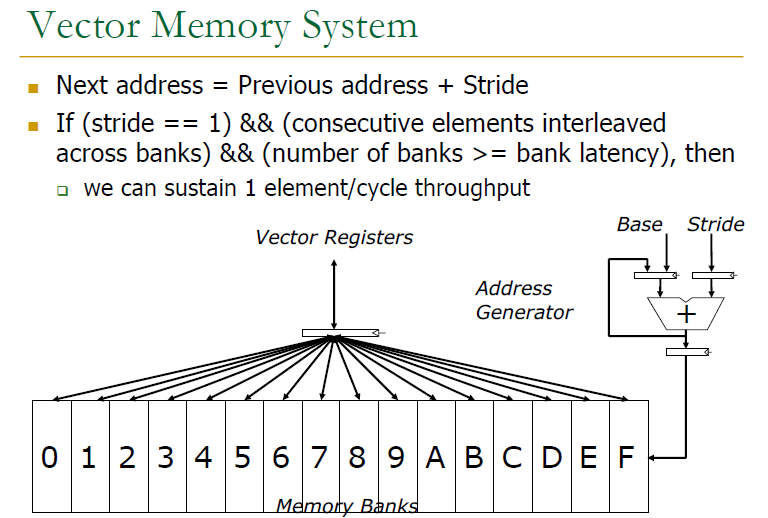 Vector Memory System
Next address = Previous address + Stride
If (stride == 1) && (consecutive elements interleaved
across banks) && (number of banks >= bank latency), then
we can sustain 1 element/cycle throughput
Base Stride
Vector Registers
Address
Generator
+
0 1 2 3 4 5 6 7 8 9 A B C D E F
Memory Banks